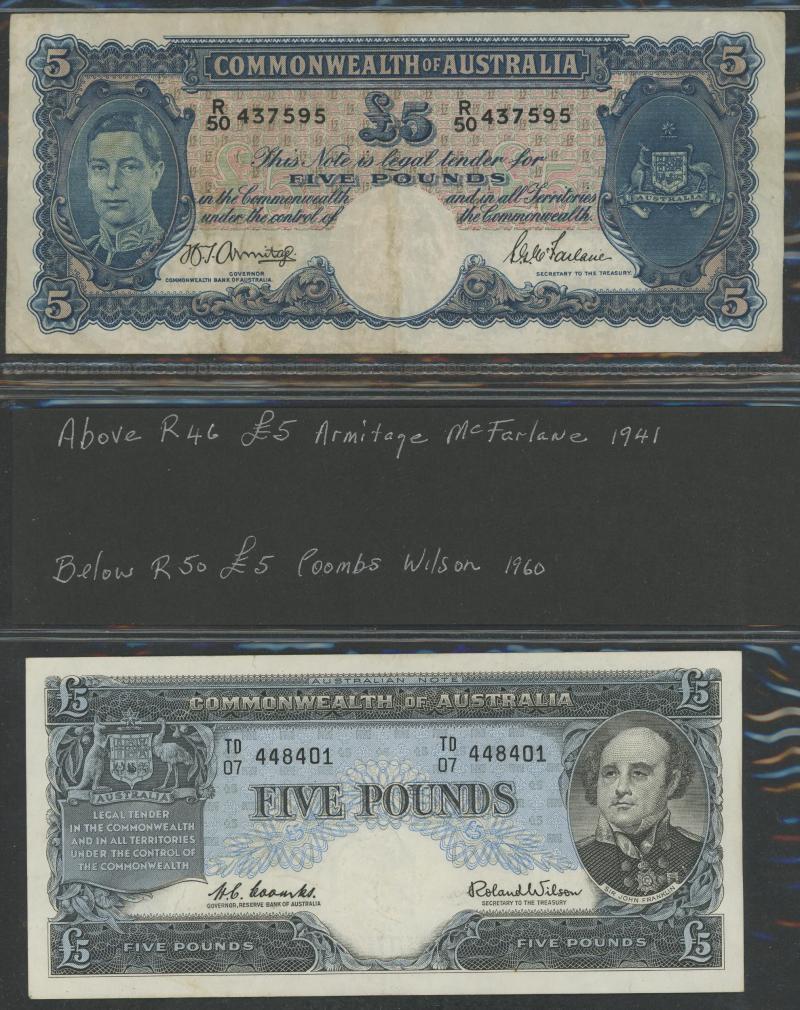 5 COMMONWEALTH OF AUSTRALIA 5
R/50 437595 £5 R/50 437595
This Note is legal tender for
FIVE POUNDS
in the Commonwealth and in all Territories
under the control of the Commonwealth.
AUSTRALIA
H.T. Armitage
GOVERNOR
COMMONWEALTH BANK OF AUSTRALIA.
S.G. McFarlane
SECRETARY TO THE TREASURY.
5 5
Above R46 £5 Armitage McFarlane 1941
Below R50 £5 Coombs Wilson 1960
AUSTRALIAN NOTE
£5 COMMONWEALTH OF AUSTRALIA £5
TD/07 448401 TD/07 448401
FIVE POUNDS
AUSTRALIA
LEGAL TENDER
IN THE COMMONWEALTH
AND IN ALL TERRITORIES
UNDER THE CONTROL OF
THE COMMONWEALTH
H.C. Coombs.
GOVERNOR, RESERVE BANK OF AUSTRALIA
Roland Wilson
SECRETARY TO THE TREASURY
SIR JOHN FRANKLIN
£5 FIVE POUNDS FIVE POUNDS £5